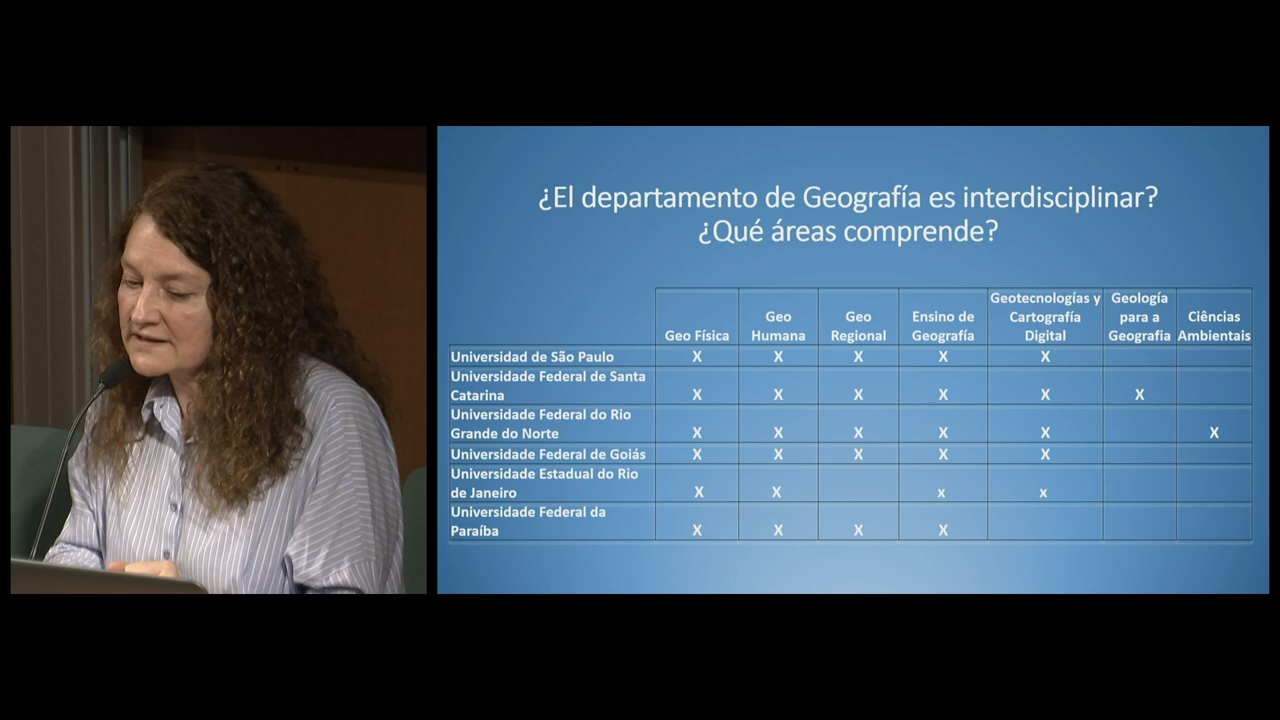 ¿El departamento de Geografía es interdisciplinar?
¿Qué áreas comprende?
Geo Física
Geo
Humana
Geo
Regional
Ensino de
Geografía
Geotecnologías y
Cartografía
Digital
Geología
para a
Geografia
Ciências
Ambientais
Universidad de São Paulo X X X X X
Universidade Federal de Santa
Catarina X X X X X X
Universidade Federal do Rio
Grande do Norte X X X X X X
Universidade Federal de Goiás X X X X X
Universidade Estadual do Rio
de Janeiro X X x x
Universidade Federal da
Paraíba X X X X